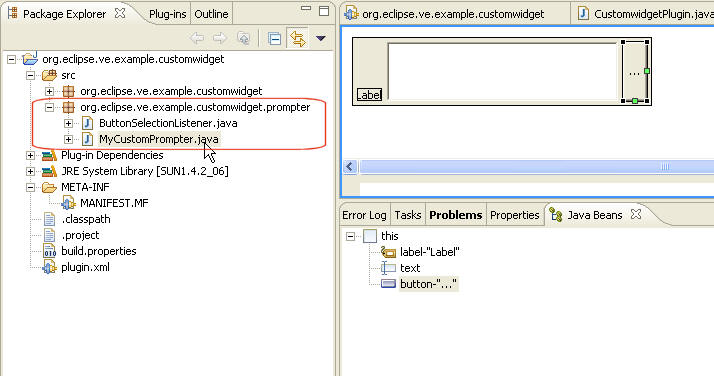 Package Explorer
Plug-ins
Outline
org.eclipse.ve.example.customwidget
src
org.eclipse.ve.example.customwidget
org.eclipse.ve.example.customwidget.prompter
ButtonSelectionListener.java
MyCustomPrompter.java
Plug-in Dependencies
JRE System Library [SUN1.4.2_06]
META-INF
MANIFEST.MF
.classpath
.project
build.properties
plugin.xml
org.eclipse.ve.example.customwidget
CustomwidgetPlugin.java
Label
...
Error Log
Tasks
Problems
Properties
Java Beans
this
label-"Label"
text
button-"..."